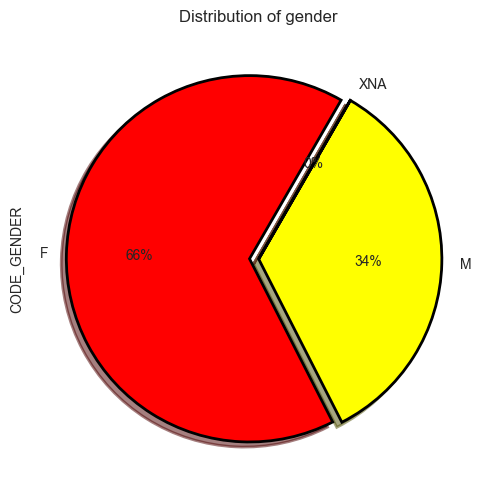 Distribution of gender
XNA
0%
CODE_GENDER
F
66%
34%
M